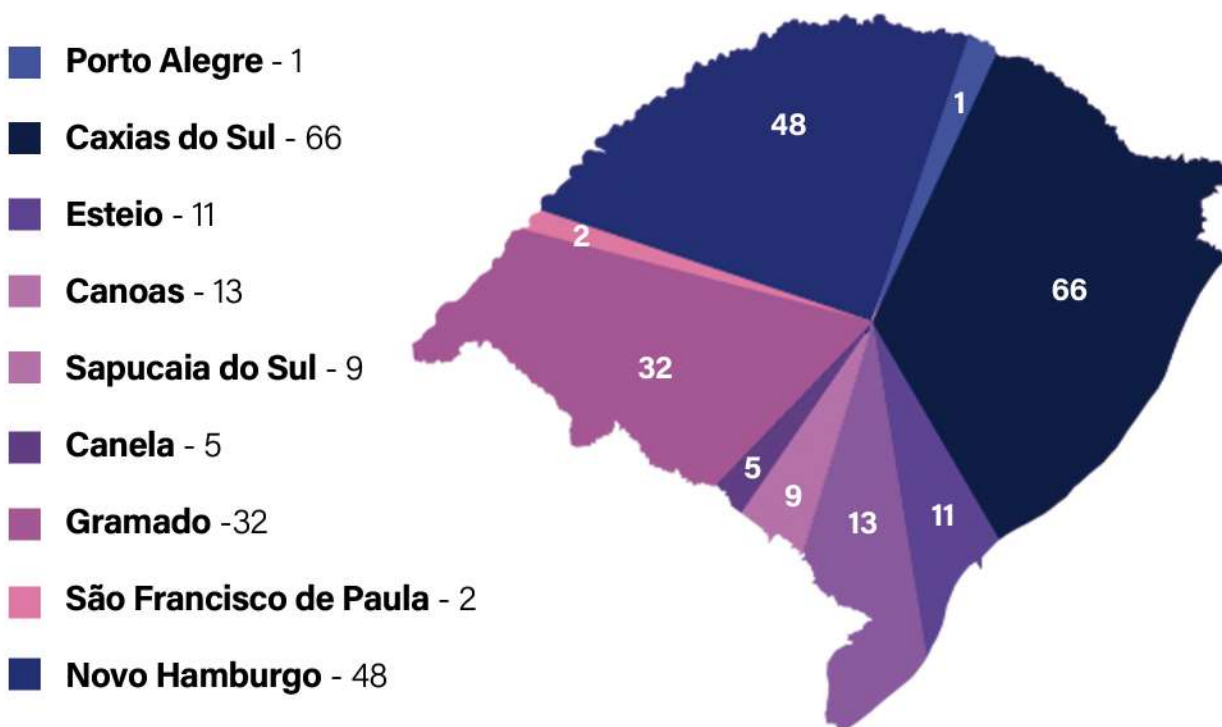 Porto Alegre - 1
Caxias do Sul - 66
Esteio - 11
Canoas - 13
Sapucaia do Sul - 9
Canela - 5
Gramado -32
São Francisco de Paula - 2
Novo Hamburgo - 48
48
1
2
66
32
5
9
13
11